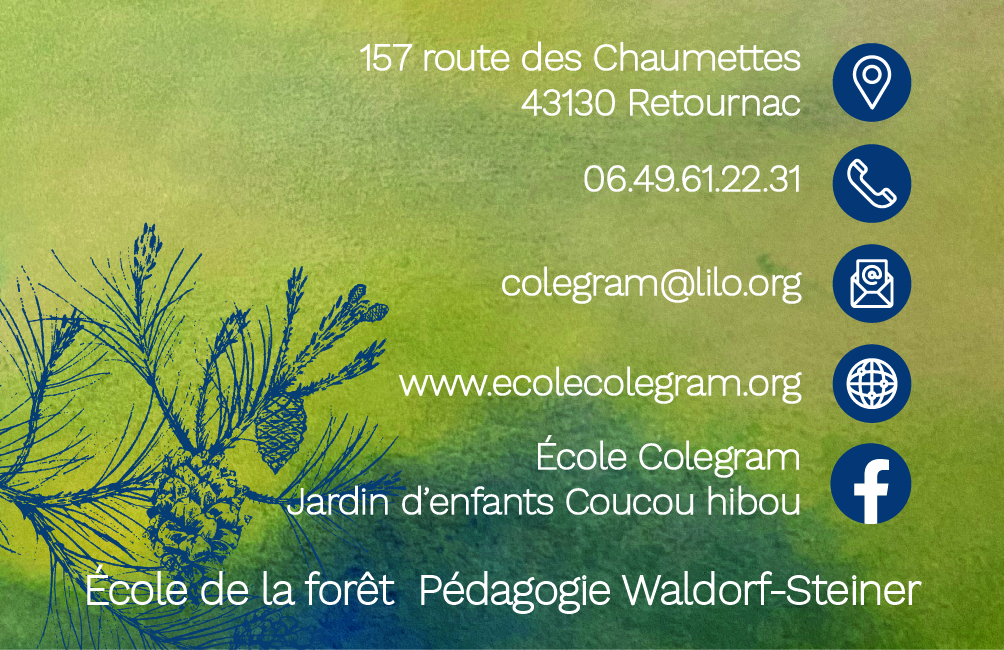 157 route des Chaumettes
43130 Retournac
06.49.61.22.31
@
colegram@lilo.org
www.ecolecolegram.org
f
École Colegram
Jardin d’enfants Coucou hibou
École de la forêt Pédagogie Waldorf-Steiner